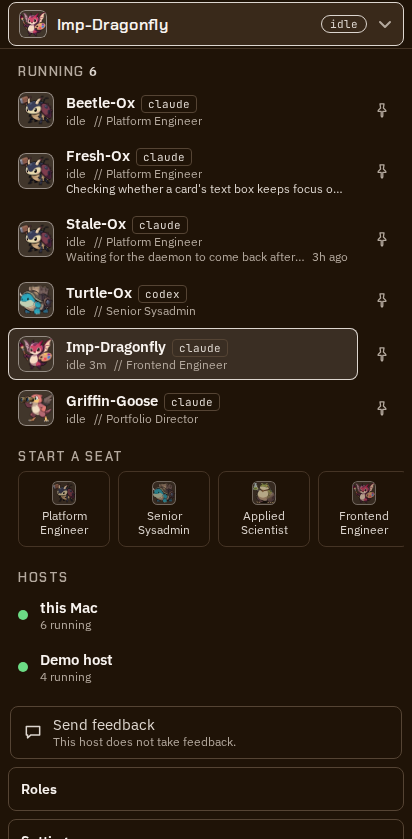 Imp-Dragonfly idle
RUNNING 6
Beetle-Ox claude
idle // Platform Engineer
Fresh-Ox claude
idle // Platform Engineer
Checking whether a card's text box keeps focus o...
Stale-Ox claude
idle // Platform Engineer
Waiting for the daemon to come back after... 3h ago
Turtle-Ox codex
idle // Senior Sysadmin
Imp-Dragonfly claude
idle 3m // Frontend Engineer
Griffin-Goose claude
idle // Portfolio Director
START A SEAT
Platform
Engineer
Senior
Sysadmin
Applied
Scientist
Frontend
Engineer
HOSTS
this Mac
6 running
Demo host
4 running
Send feedback
This host does not take feedback.
Roles